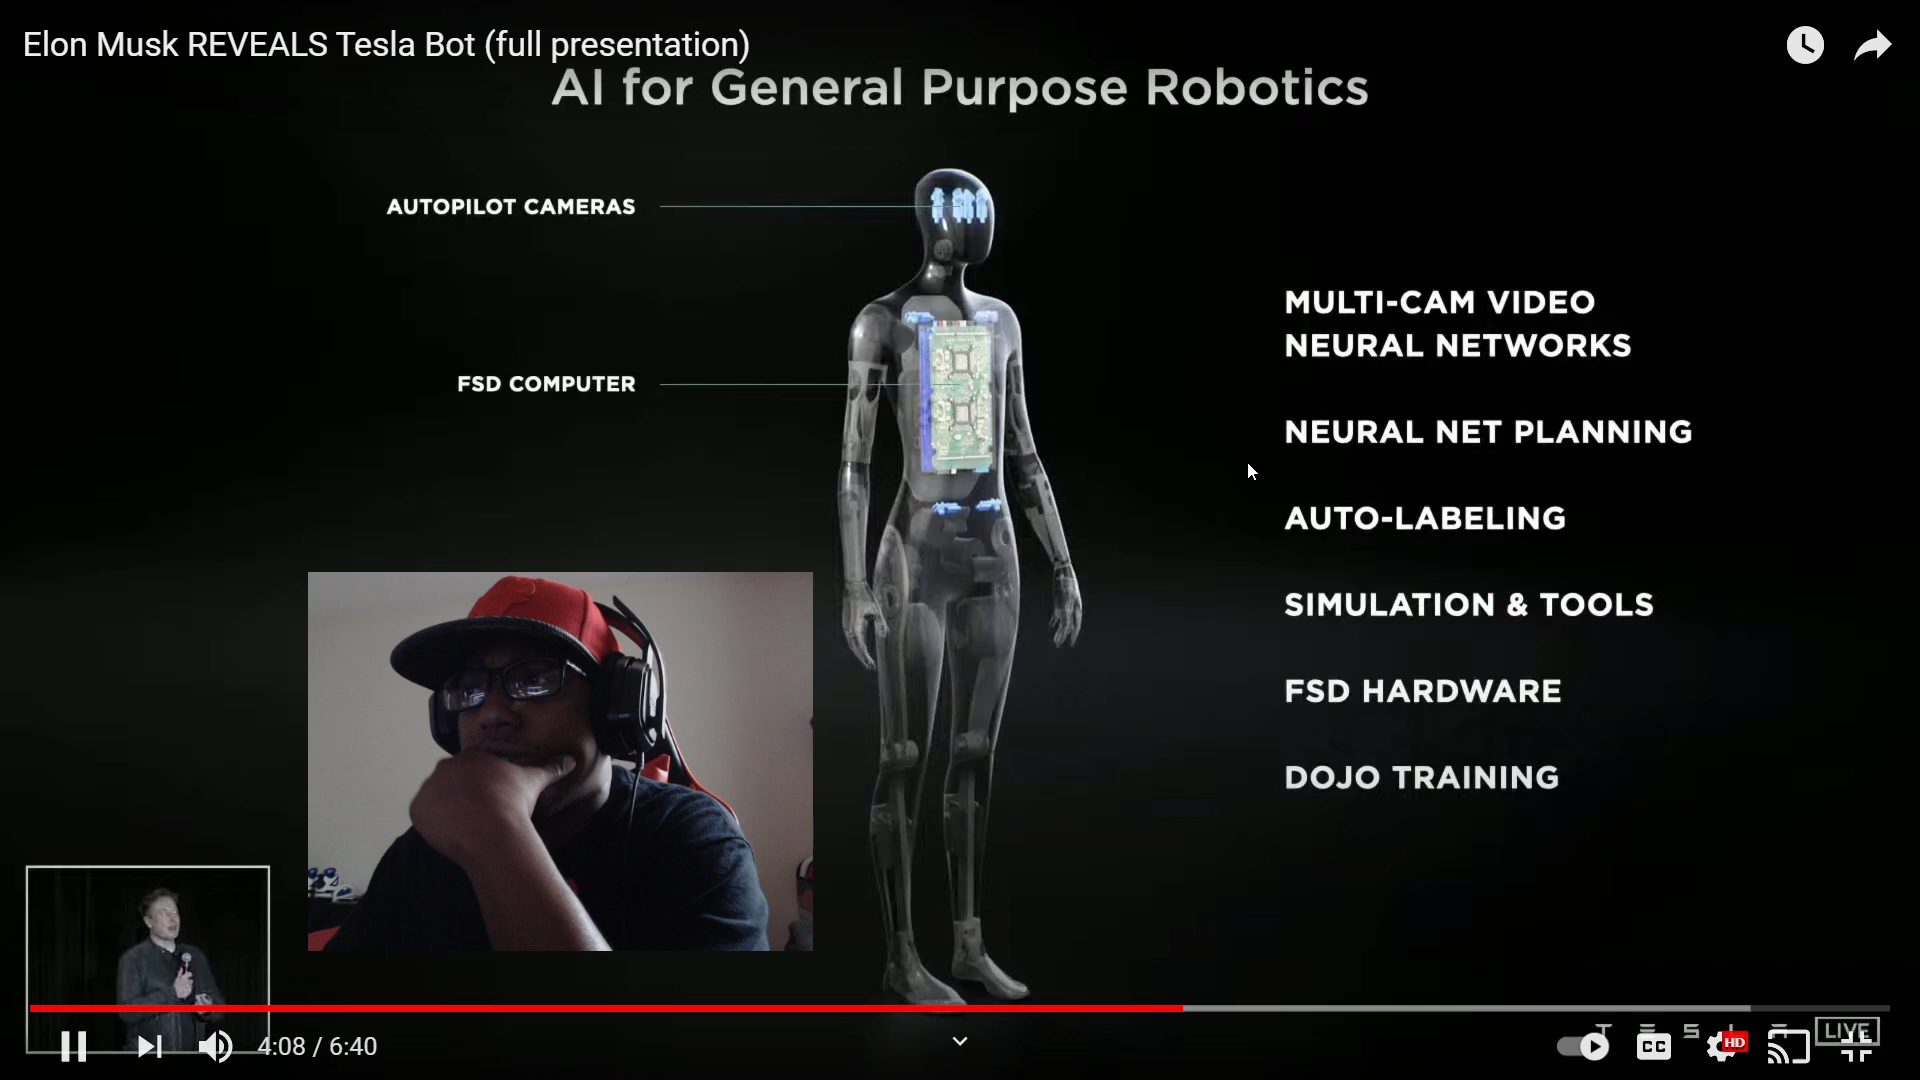 Elon Musk REVEALS Tesla Bot (full presentation)
AI for General Purpose Robotics
AUTOPILOT CAMERAS
FSD COMPUTER
MULTI-CAM VIDEO
NEURAL NETWORKS
NEURAL NET PLANNING
AUTO-LABELING
SIMULATION & TOOLS
FSD HARDWARE
DOJO TRAINING
LIVE
4:08 / 6:40
CC
HD